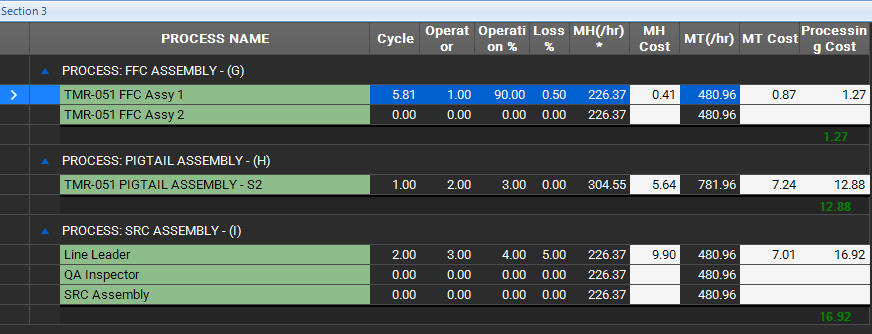 Section 3
PROCESS NAME Cycle Operator Operation % Loss % MH(/hr) * MH Cost MT(/hr) MT Cost Processing Cost
PROCESS: FFC ASSEMBLY - (G)
TMR-051 FFC Assy 1 5.81 1.00 90.00 0.50 226.37 0.41 480.96 0.87 1.27
TMR-051 FFC Assy 2 0.00 0.00 0.00 0.00 226.37 480.96
1.27
PROCESS: PIGTAIL ASSEMBLY - (H)
TMR-051 PIGTAIL ASSEMBLY - S2 1.00 2.00 3.00 0.00 304.55 5.64 781.96 7.24 12.88
12.88
PROCESS: SRC ASSEMBLY - (I)
Line Leader 2.00 3.00 4.00 5.00 226.37 9.90 480.96 7.01 16.92
QA Inspector 0.00 0.00 0.00 0.00 226.37 480.96
SRC Assembly 0.00 0.00 0.00 0.00 226.37 480.96
16.92